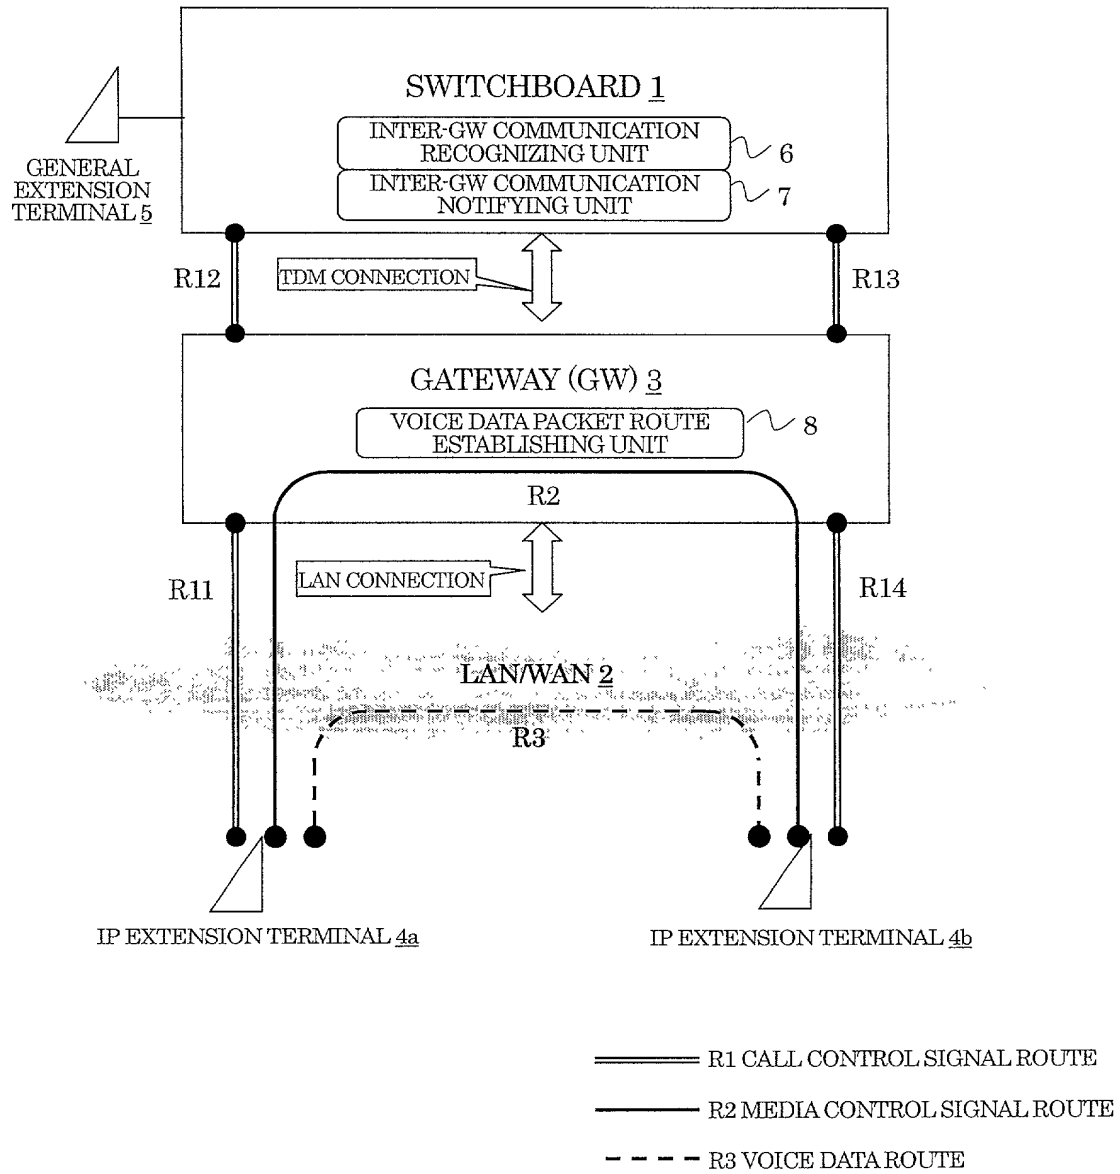 SWITCHBOARD 1
INTER-GW COMMUNICATION
RECOGNIZING UNIT
6
INTER-GW COMMUNICATION
NOTIFYING UNIT
7
GENERAL
EXTENSION
TERMINAL 5
R12
TDM CONNECTION
R13
GATEWAY (GW) 3
VOICE DATA PACKET ROUTE
ESTABLISHING UNIT
8
R2
R11
LAN CONNECTION
R14
LAN/WAN 2
R3
IP EXTENSION TERMINAL 4a
IP EXTENSION TERMINAL 4b
R1 CALL CONTROL SIGNAL ROUTE
R2 MEDIA CONTROL SIGNAL ROUTE
R3 VOICE DATA ROUTE